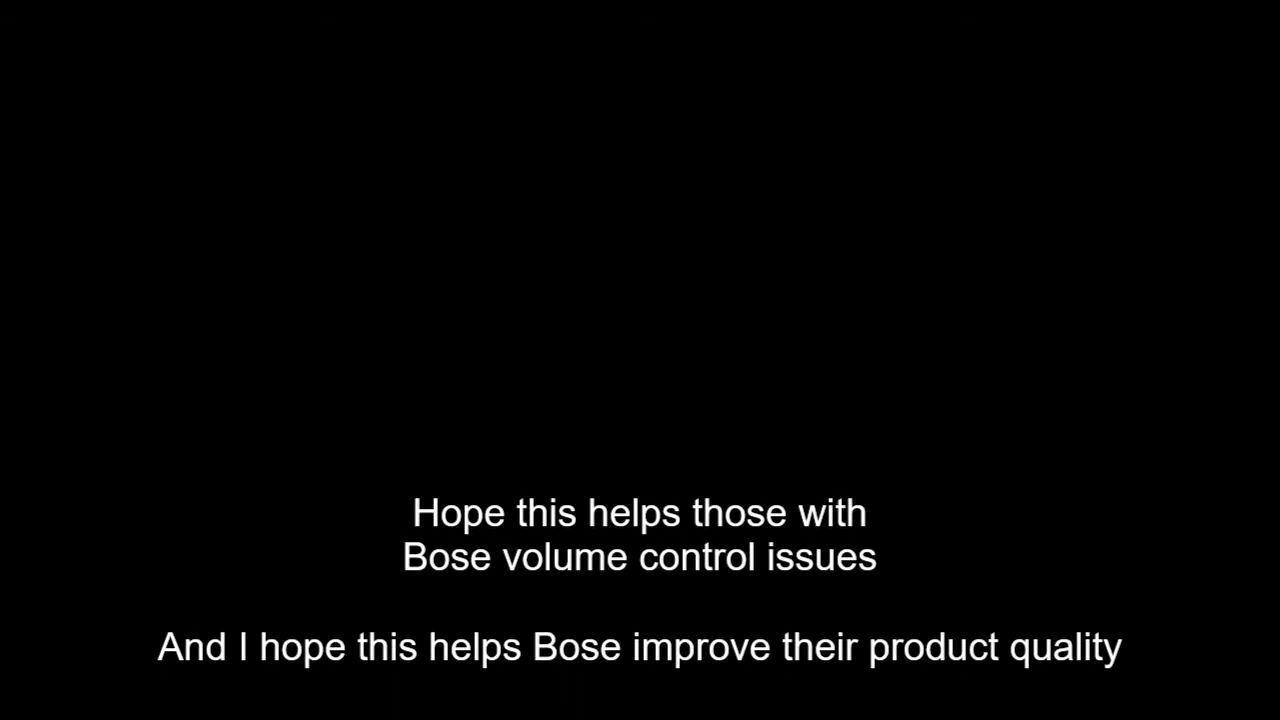 Hope this helps those with
Bose volume control issues
And I hope this helps Bose improve their product quality